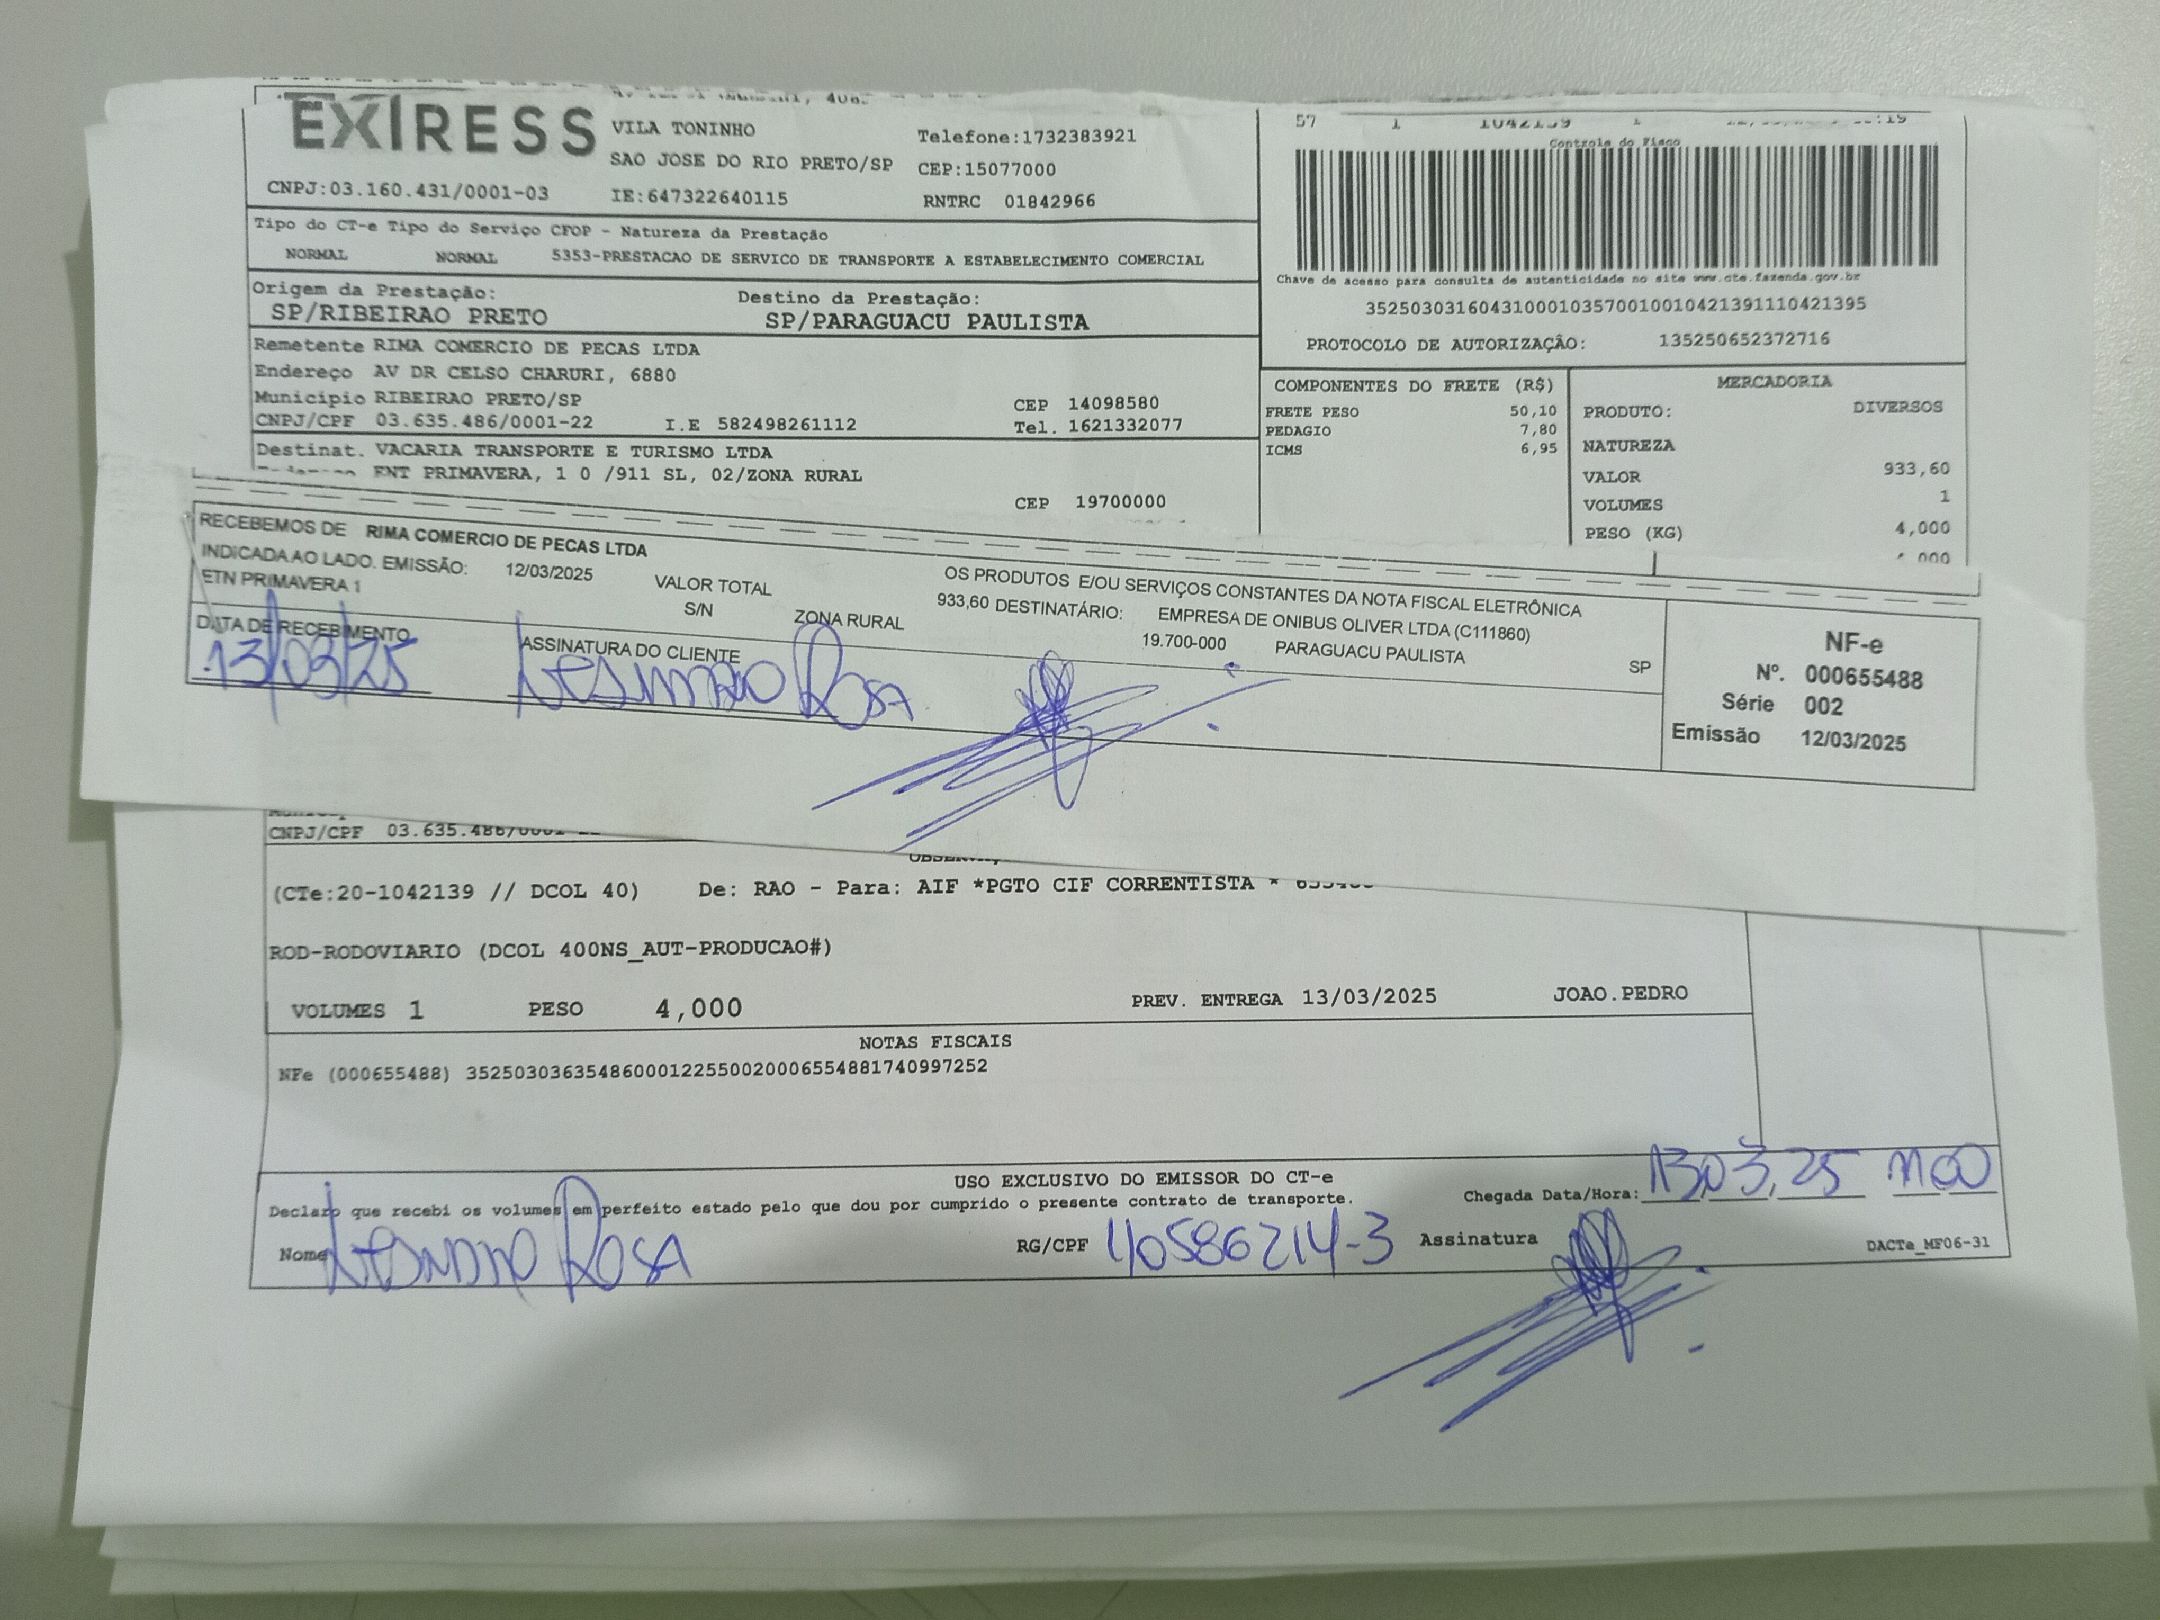 EXPRESS
VILA TONINHO
Telefone:1732383921
SAO JOSE DO RIO PRETO/SP
CEP:15077000
CNPJ:03.160.431/0001-03
IE:647322640115
RNTRC 01842966
57 1 1042139 1
Controle do Fisco
Tipo do CT-e Tipo do Serviço CFOP - Natureza da Prestação
NORMAL NORMAL 5353-PRESTACAO DE SERVICO DE TRANSPORTE A ESTABELECIMENTO COMERCIAL
Chave de acesso para consulta de autenticidade no site www.cte.fazenda.gov.br
35250303160431000103570010010421391110421395
PROTOCOLO DE AUTORIZAÇÂO: 135250652372716
Origem da Prestação:
Destino da Prestação:
SP/RIBEIRAO PRETO
SP/PARAGUACU PAULISTA
Remetente RIMA COMERCIO DE PECAS LTDA
Endereço AV DR CELSO CHARURI, 6880
Município RIBEIRAO PRETO/SP
CEP 14098580
CNPJ/CPF 03.635.486/0001-22 I.E 582498261112 Tel. 1621332077
Destinat. VACARIA TRANSPORTE E TURISMO LTDA
ENT PRIMAVERA, 1 0 /911 SL, 02/ZONA RURAL
CEP 19700000
COMPONENTES DO FRETE (R$)
FRETE PESO 50,10
PEDAGIO 7,80
ICMS 6,95
MERCADORIA
PRODUTO: DIVERSOS
NATUREZA
VALOR 933,60
VOLUMES 1
PESO (KG) 4,000
RECEBEMOS DE RIMA COMERCIO DE PECAS LTDA OS PRODUTOS E/OU SERVIÇOS CONSTANTES DA NOTA FISCAL ELETRÔNICA
INDICADA AO LADO. EMISSÃO: 12/03/2025 VALOR TOTAL 933,60 DESTINATÁRIO: EMPRESA DE ONIBUS OLIVER LTDA (C111860)
ETN PRIMAVERA 1 S/N ZONA RURAL 19.700-000 PARAGUACU PAULISTA SP
DATA DE RECEBIMENTO
ASSINATURA DO CLIENTE
13/03/25
Rosa
NF-e
Nº. 000655488
Série 002
Emissão 12/03/2025
CNPJ/CPF 03.635.486/0001-22
(CTe:20-1042139 // DCOL 40) De: RAO - Para: AIF *PGTO CIF CORRENTISTA *
ROD-RODOVIARIO (DCOL 400NS_AUT-PRODUCAO#)
VOLUMES 1 PESO 4,000 PREV. ENTREGA 13/03/2025 JOAO.PEDRO
NOTAS FISCAIS
NFe (000655488) 35250303635486000122550020006554881740997252
USO EXCLUSIVO DO EMISSOR DO CT-e
Declaro que recebi os volumes em perfeito estado pelo que dou por cumprido o presente contrato de transporte.
Chegada Data/Hora: 13,03,25 11:00
Nome Rosa
RG/CPF 40586214-3
Assinatura
DACTe_MF06-31